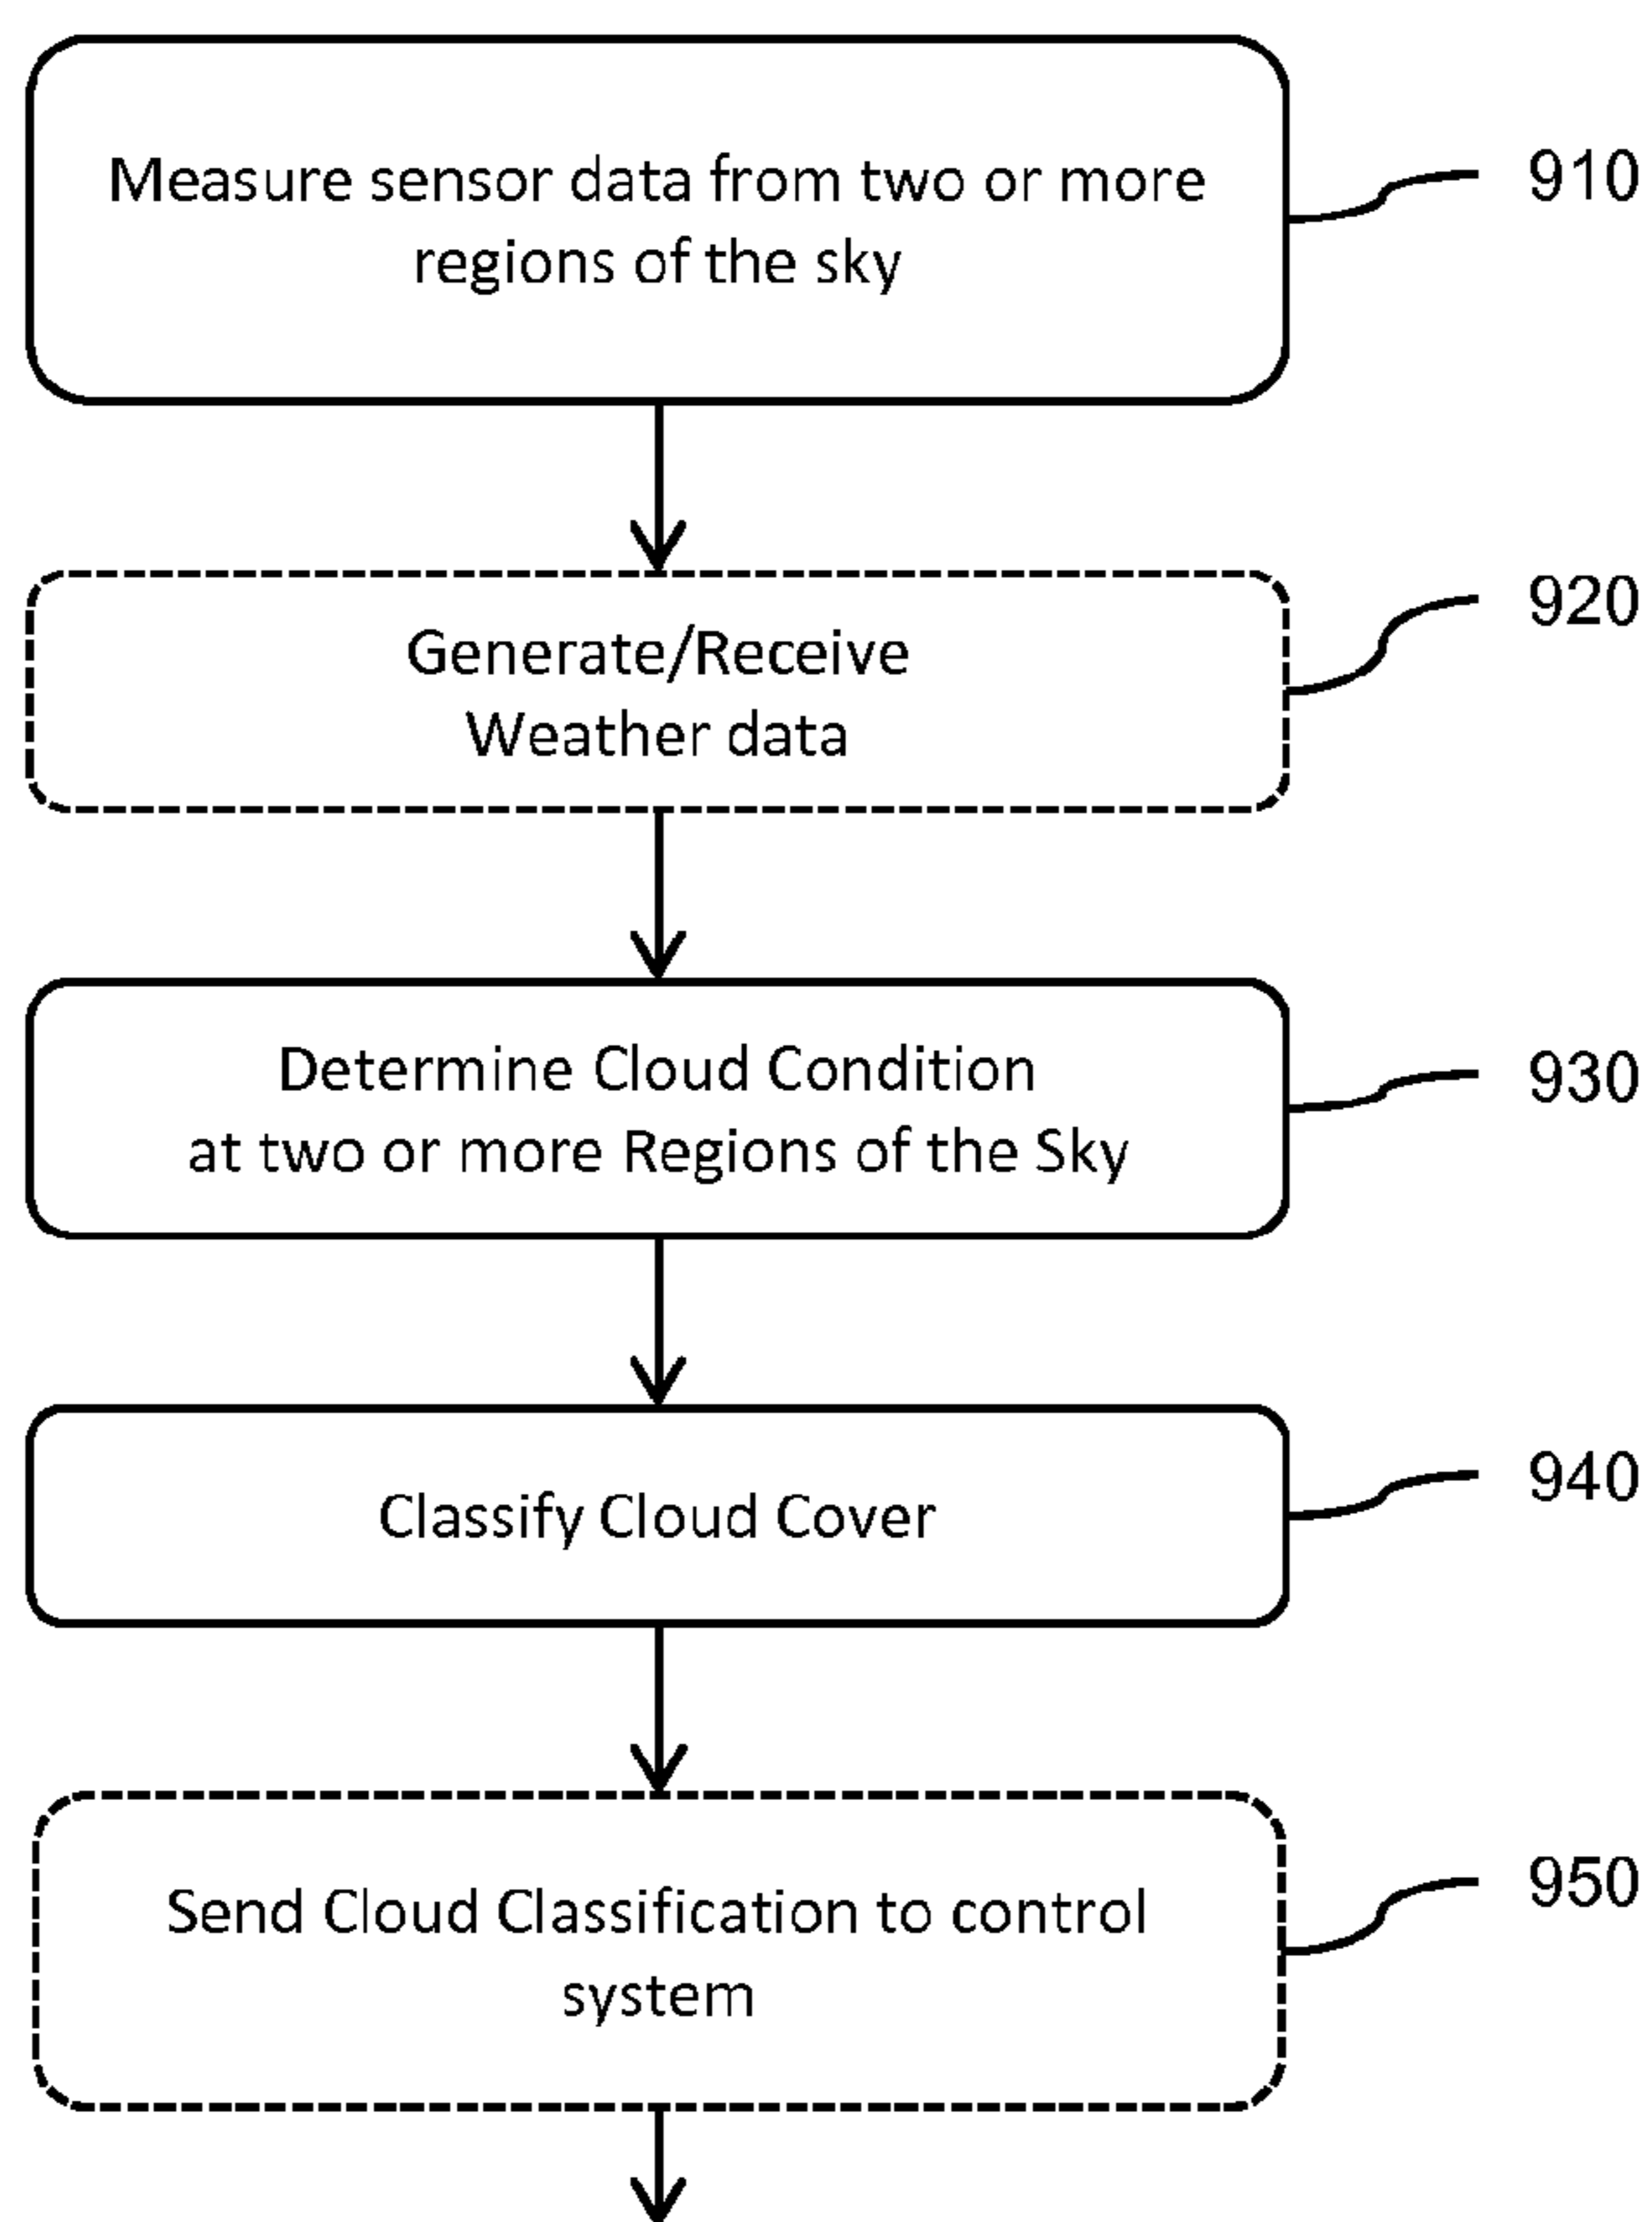 Measure sensor data from two or more
regions of the sky
910
Generate/Receive
Weather data
920
Determine Cloud Condition
at two or more Regions of the Sky
930
Classify Cloud Cover
940
Send Cloud Classification to control
system
950